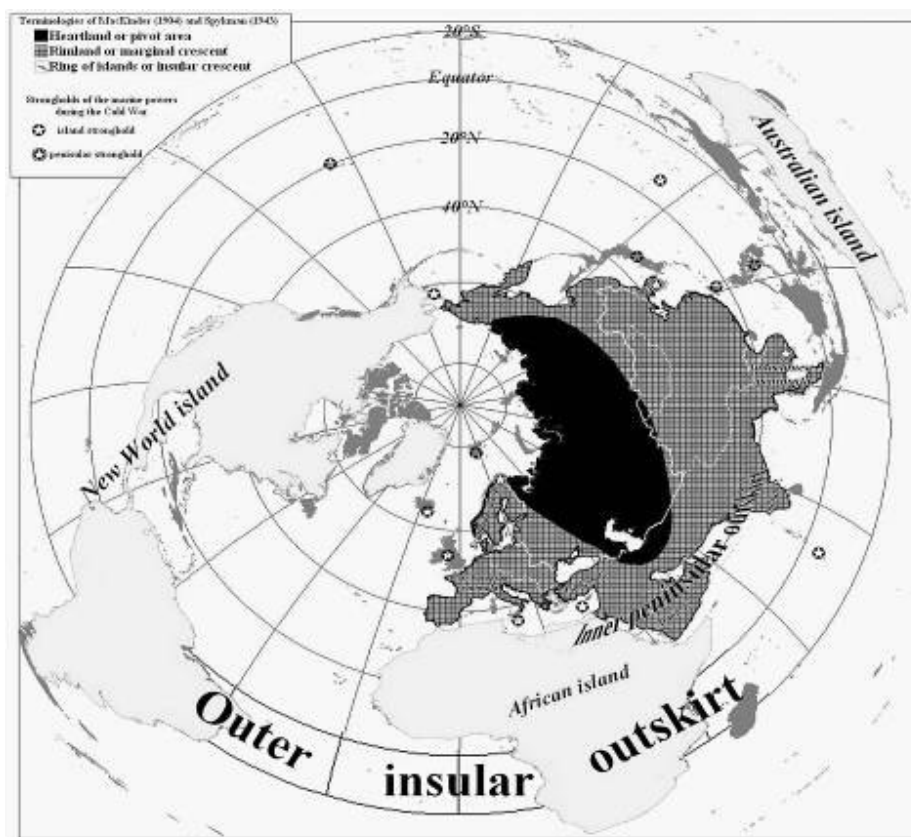 Terminologies of MacKinder (1904) and Spykman (1943)
Heartland or pivot area
Rimland or marginal crescent
Ring of islands or insular crescent
Strongholds of the marine powers
during the Cold War
island stronghold
peninsular stronghold
20°S
Equator
20°N
40°N
Australian island
New World island
Inner peninsular
African island
Outer
insular
outskirt